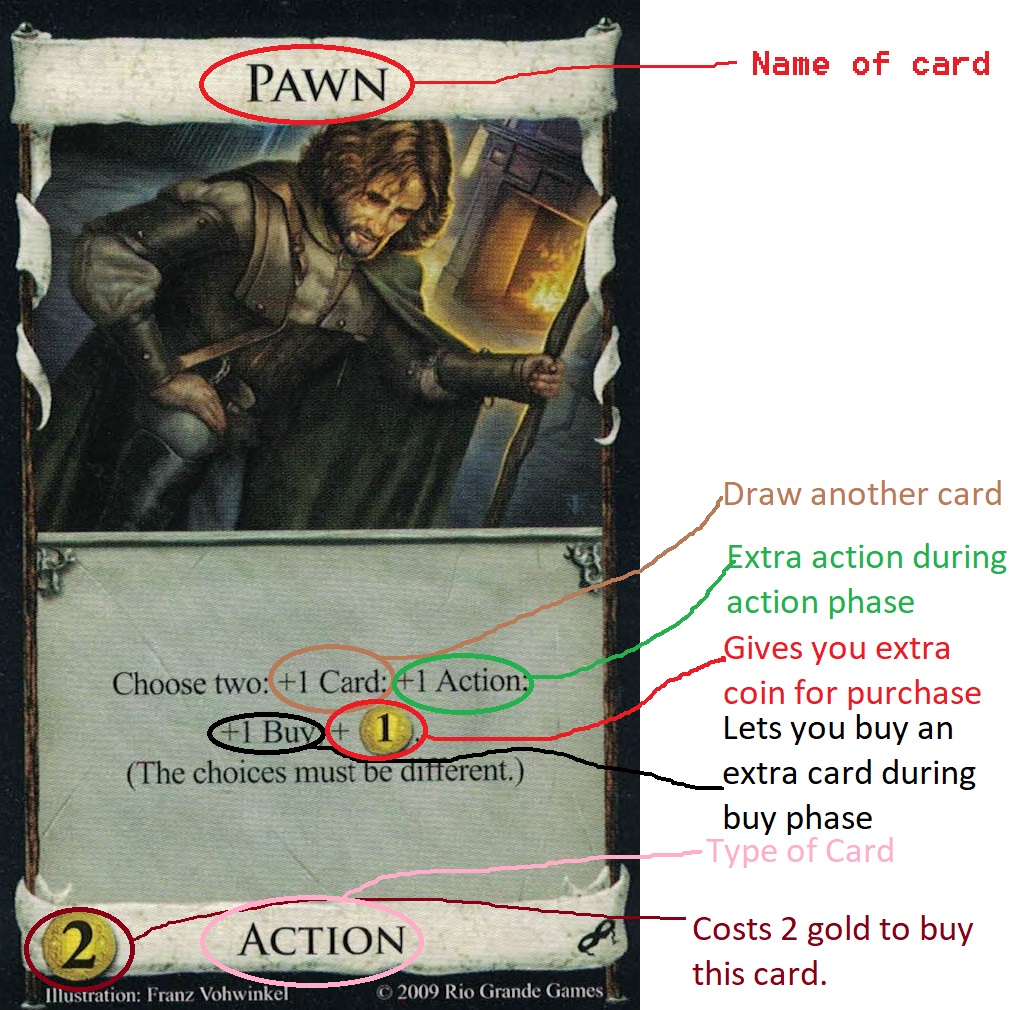 PAWN
Name of card
Draw another card
Extra action during
action phase
Gives you extra
coin for purchase
Choose two: +1 Card; +1 Action;
+1 Buy; + 1.
(The choices must be different.)
Lets you buy an
extra card during
buy phase
Type of Card
2
ACTION
Costs 2 gold to buy
this card.
Illustration: Franz Vohwinkel
© 2009 Rio Grande Games